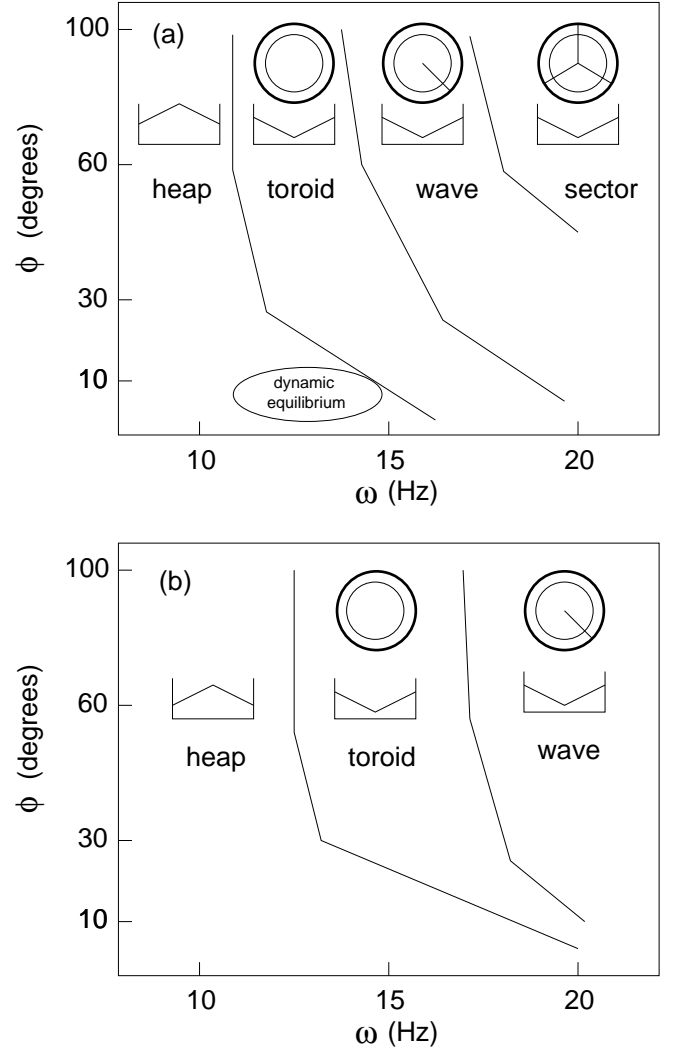 100
(a)
60
heap toroid wave sector
ϕ (degrees)
30
10
dynamic
equilibrium
10 15 20
ω (Hz)
100
(b)
60
heap toroid wave
ϕ (degrees)
30
10
10 15 20
ω (Hz)